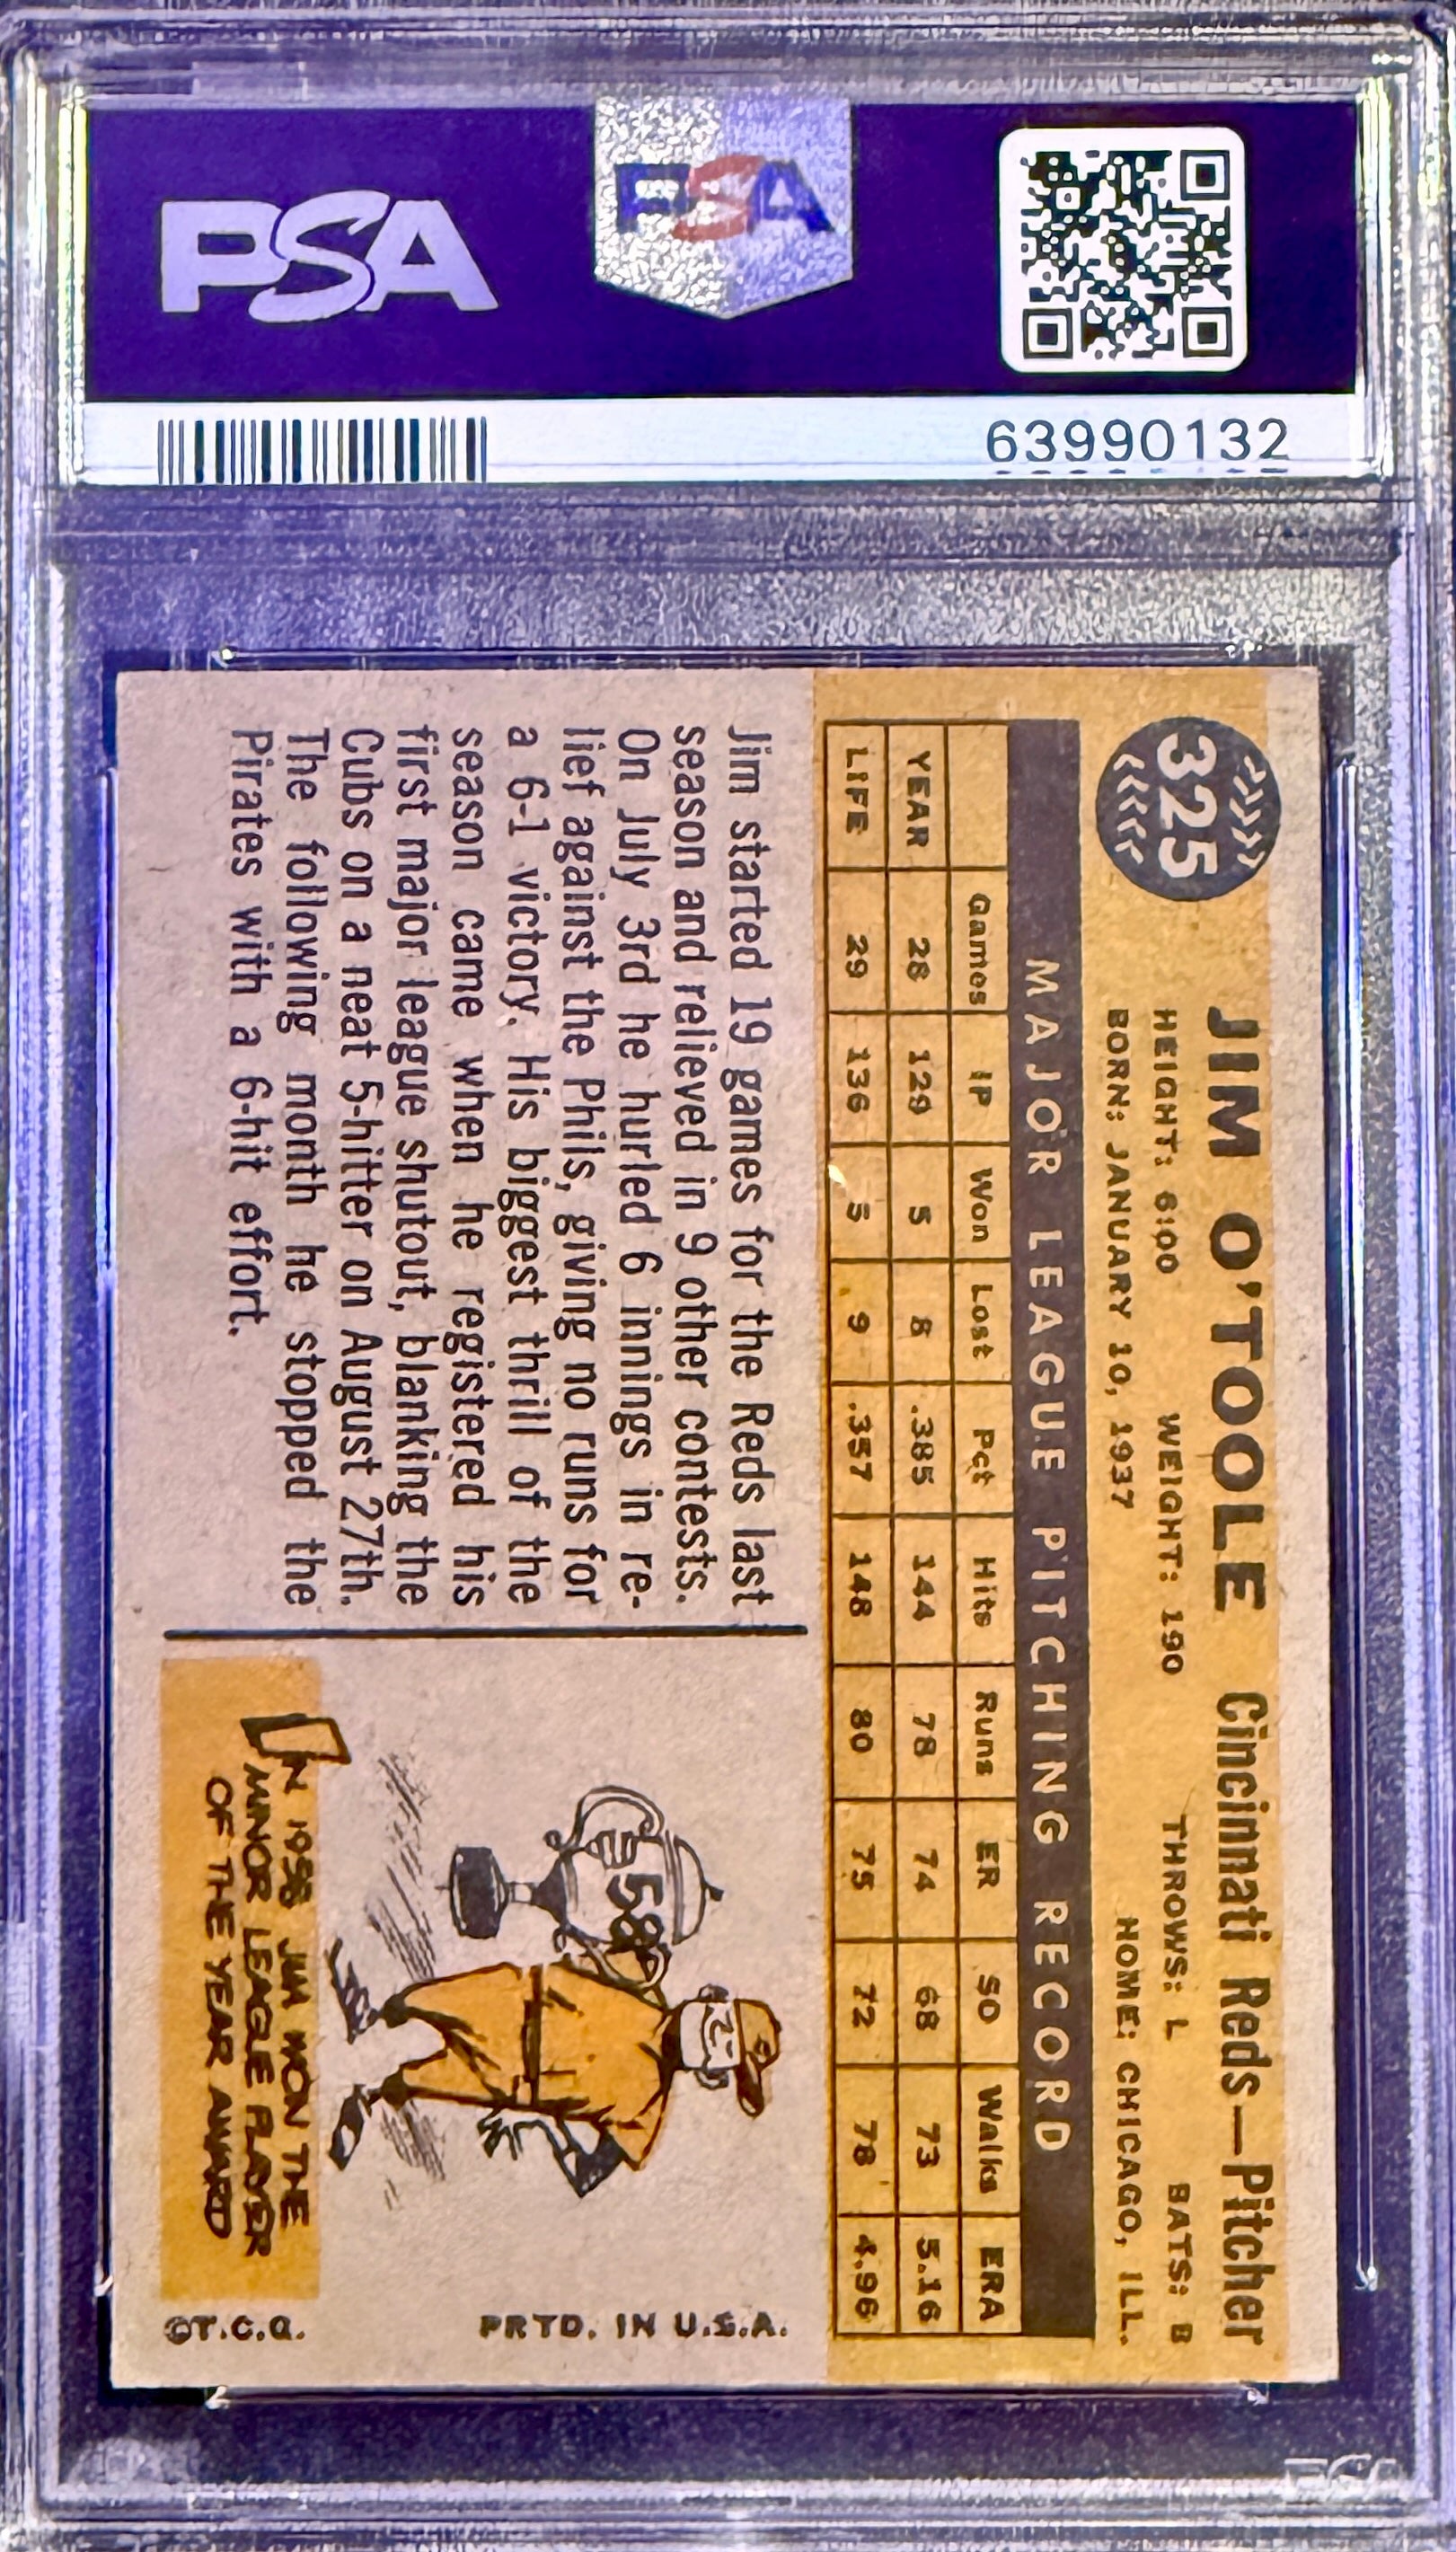 PSA
PSA
63990132
325
JIM O'TOOLE Cincinnati Reds—Pitcher
HEIGHT: 6:00 WEIGHT: 190 THROWS: L BATS: B
BORN: JANUARY 10, 1937 HOME: CHICAGO, ILL.
MAJOR LEAGUE PITCHING RECORD
Games IP Won Lost Pct Hits Runs ER SO Walks ERA
YEAR 28 129 5 8 .385 144 78 74 68 73 5.16
LIFE 29 136 5 9 .357 148 80 75 72 78 4.96
Jim started 19 games for the Reds last
season and relieved in 9 other contests.
On July 3rd he hurled 6 innings in re-
lief against the Phils, giving no runs for
a 6-1 victory. His biggest thrill of the
season came when he registered his
first major league shutout, blanking the
Cubs on a neat 5-hitter on August 27th.
The following month he stopped the
Pirates with a 6-hit effort.
58
IN 1958 JIM WON THE
MINOR LEAGUE PLAYER
OF THE YEAR AWARD
©T.C.G. PRTD. IN U.S.A.
PSA